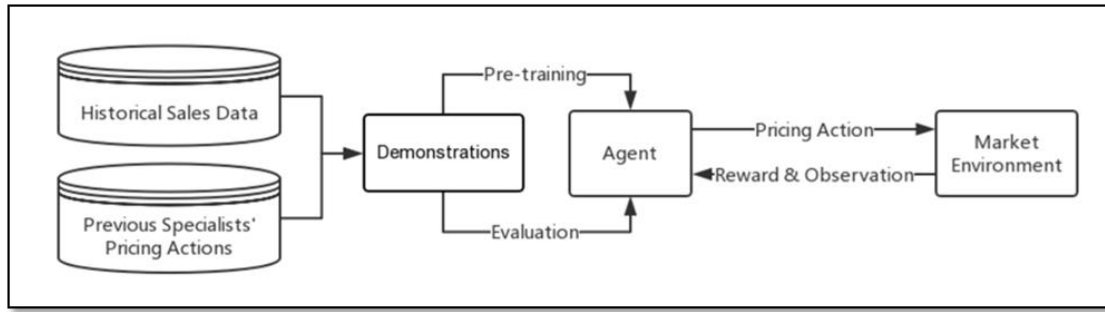 Historical Sales Data
Previous Specialists'
Pricing Actions
Demonstrations
Pre-training
Evaluation
Agent
Pricing Action
Reward & Observation
Market
Environment